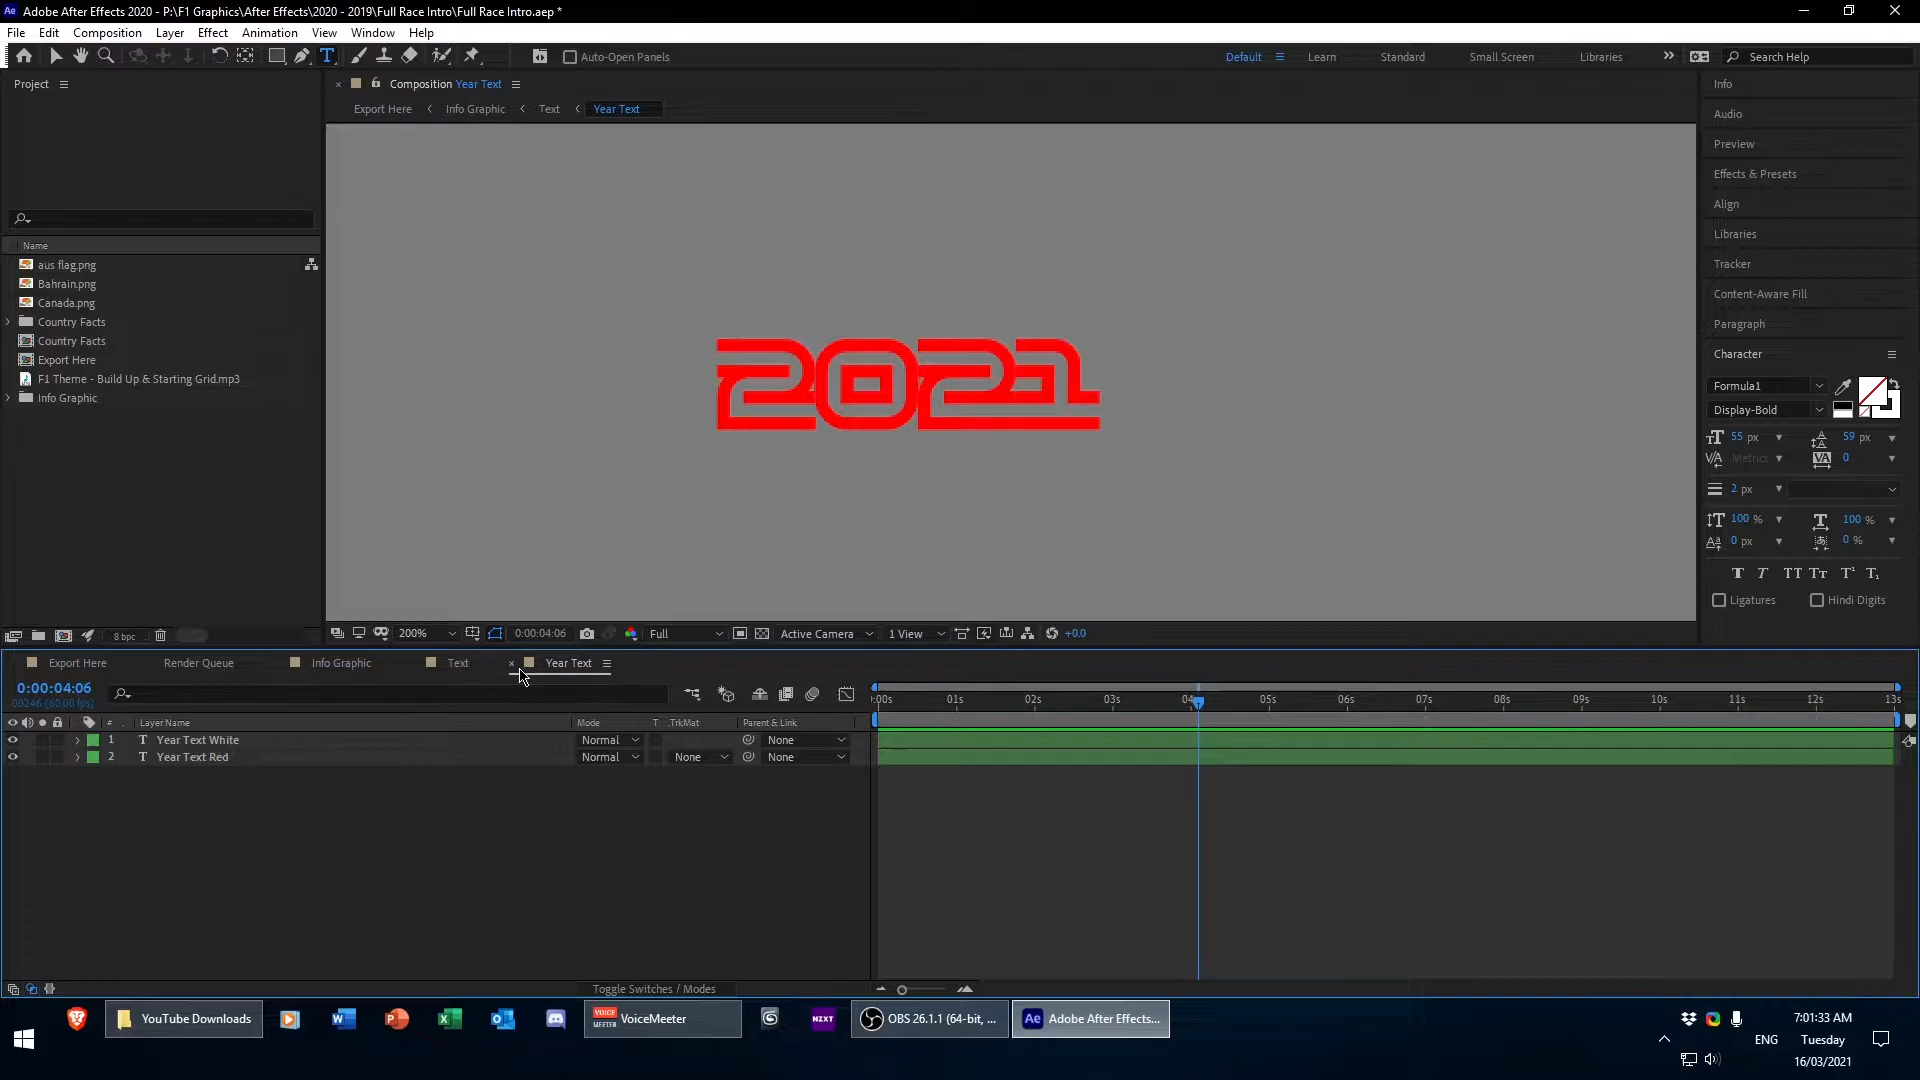 Adobe After Effects 2020 - P:\F1 Graphics\After Effects\2020 - 2019\Full Race Intro\Full Race Intro.aep *
File Edit Composition Layer Effect Animation View Window Help
T Auto-Open Panels Default Learn Standard Small Screen Libraries Search Help
Project
Composition Year Text
Export Here Info Graphic Text Year Text
Name
aus flag.png
Bahrain.png
Canada.png
Country Facts
Country Facts
Export Here
F1 Theme - Build Up & Starting Grid.mp3
Info Graphic
8 bpc
2021
200% 0:00:04:06 Full Active Camera 1 View +0.0
Info
Audio
Preview
Effects & Presets
Align
Libraries
Tracker
Content-Aware Fill
Paragraph
Character
Formula1
Display-Bold
55 px 59 px
Metrics 0
2 px
100 % 100 %
0 px 0 %
T T TT Tт T¹ T₁
Ligatures Hindi Digits
Export Here Render Queue Info Graphic Text Year Text
0:00:04:06
00246 (60.00 fps)
:00s 01s 02s 03s 04s 05s 06s 07s 08s 09s 10s 11s 12s 13s
# Layer Name Mode T .TrkMat Parent & Link
1 T Year Text White Normal None
2 T Year Text Red Normal None None
Toggle Switches / Modes
YouTube Downloads VoiceMeeter NZXT OBS 26.1.1 (64-bit, ... Ae Adobe After Effects...
7:01:33 AM
ENG Tuesday
16/03/2021